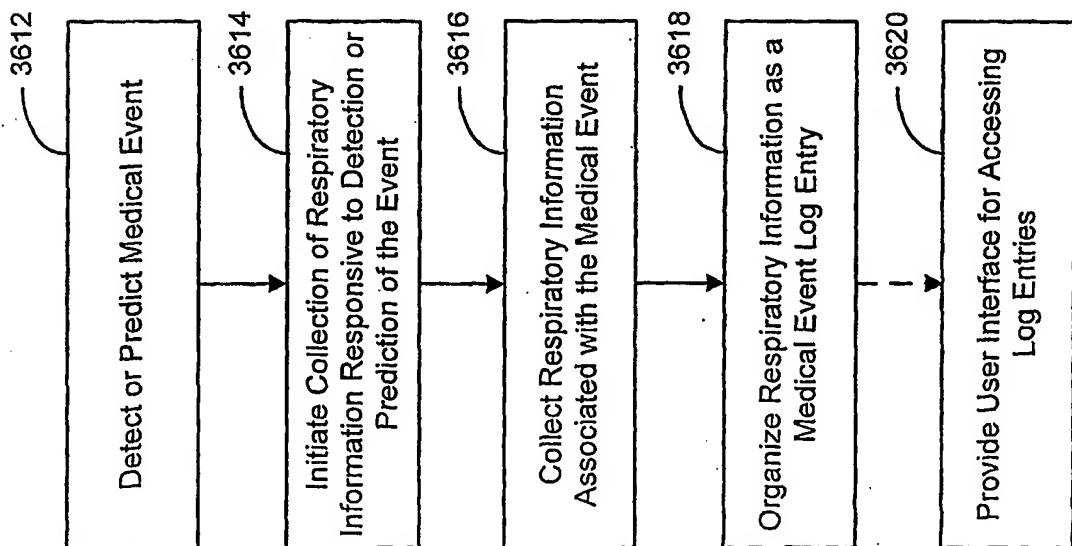 3612
Detect or Predict Medical Event
3614
Initiate Collection of Respiratory
Information Responsive to Detection or
Prediction of the Event
3616
Collect Respiratory Information
Associated with the Medical Event
3618
Organize Respiratory Information as a
Medical Event Log Entry
3620
Provide User Interface for Accessing
Log Entries